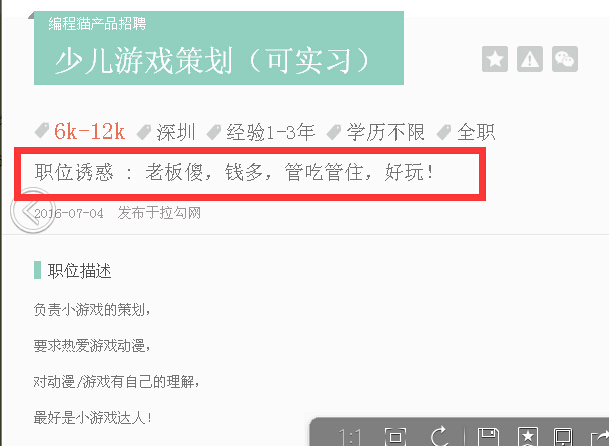 编程猫产品招聘
少儿游戏策划（可实习）
6k-12k 深圳 经验1-3年 学历不限 全职
职位诱惑 : 老板傻，钱多，管吃管住，好玩！
2016-07-04 发布于拉勾网
职位描述
负责小游戏的策划，
要求热爱游戏动漫，
对动漫/游戏有自己的理解，
最好是小游戏达人！
1:1